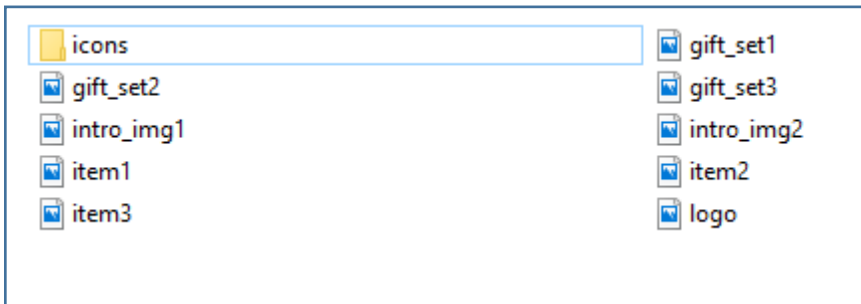 icons
gift_set1
gift_set2
gift_set3
intro_img1
intro_img2
item1
item2
item3
logo